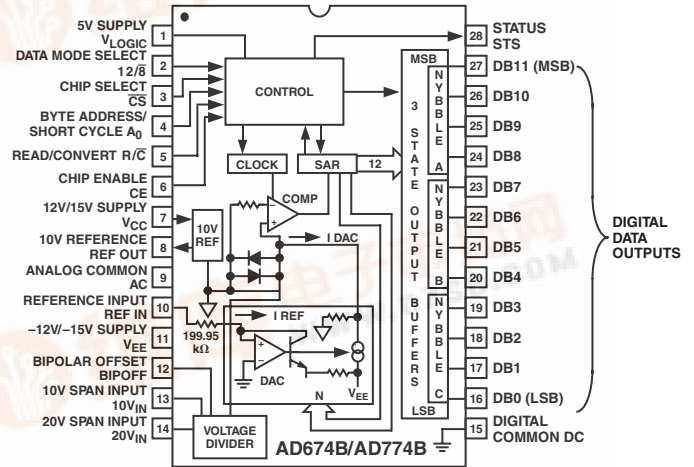 5V SUPPLY
VLOGIC
1
DATA MODE SELECT
12/8
2
CHIP SELECT
CS
3
BYTE ADDRESS/
SHORT CYCLE A0
4
READ/CONVERT R/C
5
CHIP ENABLE
CE
6
12V/15V SUPPLY
VCC
7
10V REFERENCE
REF OUT
8
ANALOG COMMON
AC
9
REFERENCE INPUT
REF IN
10
–12V/–15V SUPPLY
VEE
11
BIPOLAR OFFSET
BIPOFF
12
10V SPAN INPUT
10VIN
13
20V SPAN INPUT
20VIN
14
CONTROL
CLOCK
SAR
12
COMP
10V
REF
I DAC
I REF
199.95
kΩ
DAC
N
VEE
VOLTAGE
DIVIDER
AD674B/AD774B
MSB
3 STATE OUTPUT BUFFERS
LSB
NYBBLE A
NYBBLE B
NYBBLE C
28
STATUS
STS
27
DB11 (MSB)
26
DB10
25
DB9
24
DB8
23
DB7
22
DB6
21
DB5
20
DB4
19
DB3
18
DB2
17
DB1
16
DB0 (LSB)
15
DIGITAL
COMMON DC
DIGITAL
DATA
OUTPUTS